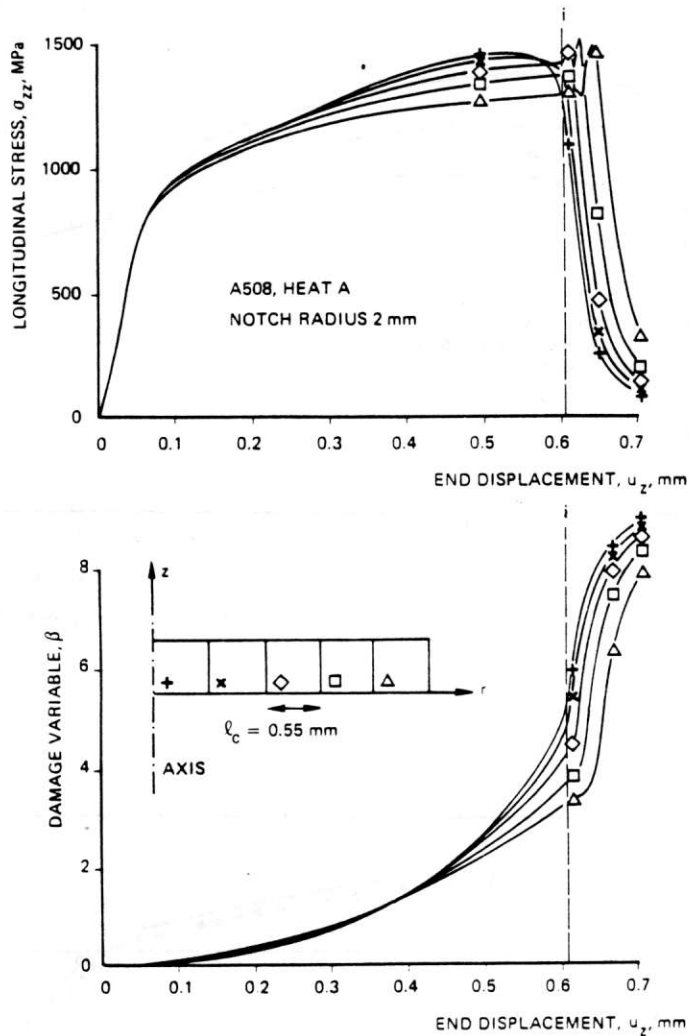 i
1500
1000
500
0
LONGITUDINAL STRESS, σzz, MPa
A508, HEAT A
NOTCH RADIUS 2 mm
0 0.1 0.2 0.3 0.4 0.5 0.6 0.7
END DISPLACEMENT, uz, mm
i
8
6
4
2
0
DAMAGE VARIABLE, β
z
r
ℓc = 0.55 mm
AXIS
0 0.1 0.2 0.3 0.4 0.5 0.6 0.7
END DISPLACEMENT, uz, mm